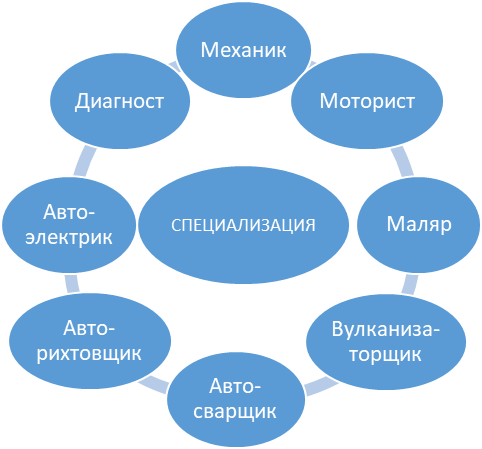 Механик
Диагност
Моторист
Авто-
электрик
СПЕЦИАЛИЗАЦИЯ
Маляр
Авто-
рихтовщик
Вулканиза-
торщик
Авто-
сварщик